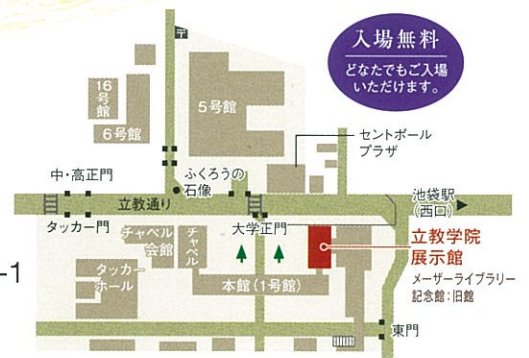 入場無料
どなたでもご入場
いただけます。
〒
16号館
6号館
5号館
セントポール
プラザ
中・高正門
ふくろうの
石像
立教通り
池袋駅
(西口)
タッカー門
大学正門
チャペル
会館
チャペル
立教学院
展示館
メーザーライブラリー
記念館:旧館
-1
タッカー
ホール
本館(1号館)
東門